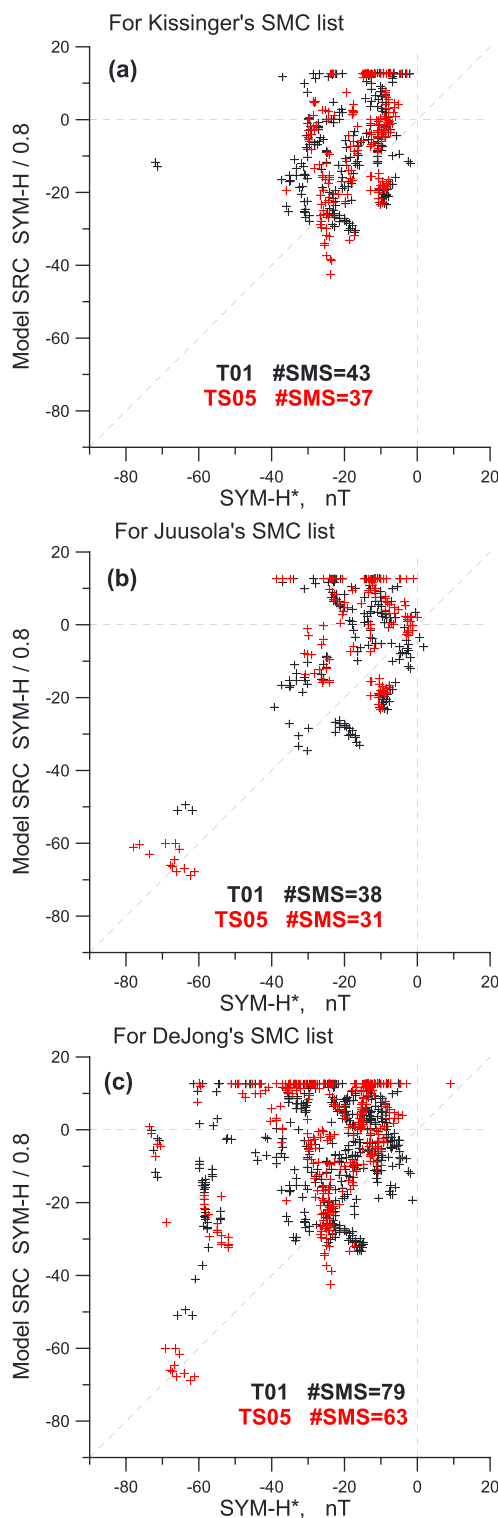 For Kissinger's SMC list
(a)
20
0
-20
-40
-60
-80
Model SRC SYM-H / 0.8
T01 #SMS=43
TS05 #SMS=37
-80 -60 -40 -20 0 20
SYM-H*, nT
For Juusola's SMC list
(b)
20
0
-20
-40
-60
-80
Model SRC SYM-H / 0.8
T01 #SMS=38
TS05 #SMS=31
-80 -60 -40 -20 0 20
SYM-H*, nT
For DeJong's SMC list
(c)
20
0
-20
-40
-60
-80
Model SRC SYM-H / 0.8
T01 #SMS=79
TS05 #SMS=63
-80 -60 -40 -20 0 20
SYM-H*, nT